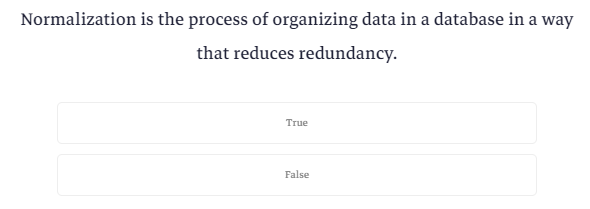 Normalization is the process of organizing data in a database in a way
that reduces redundancy.
True
False